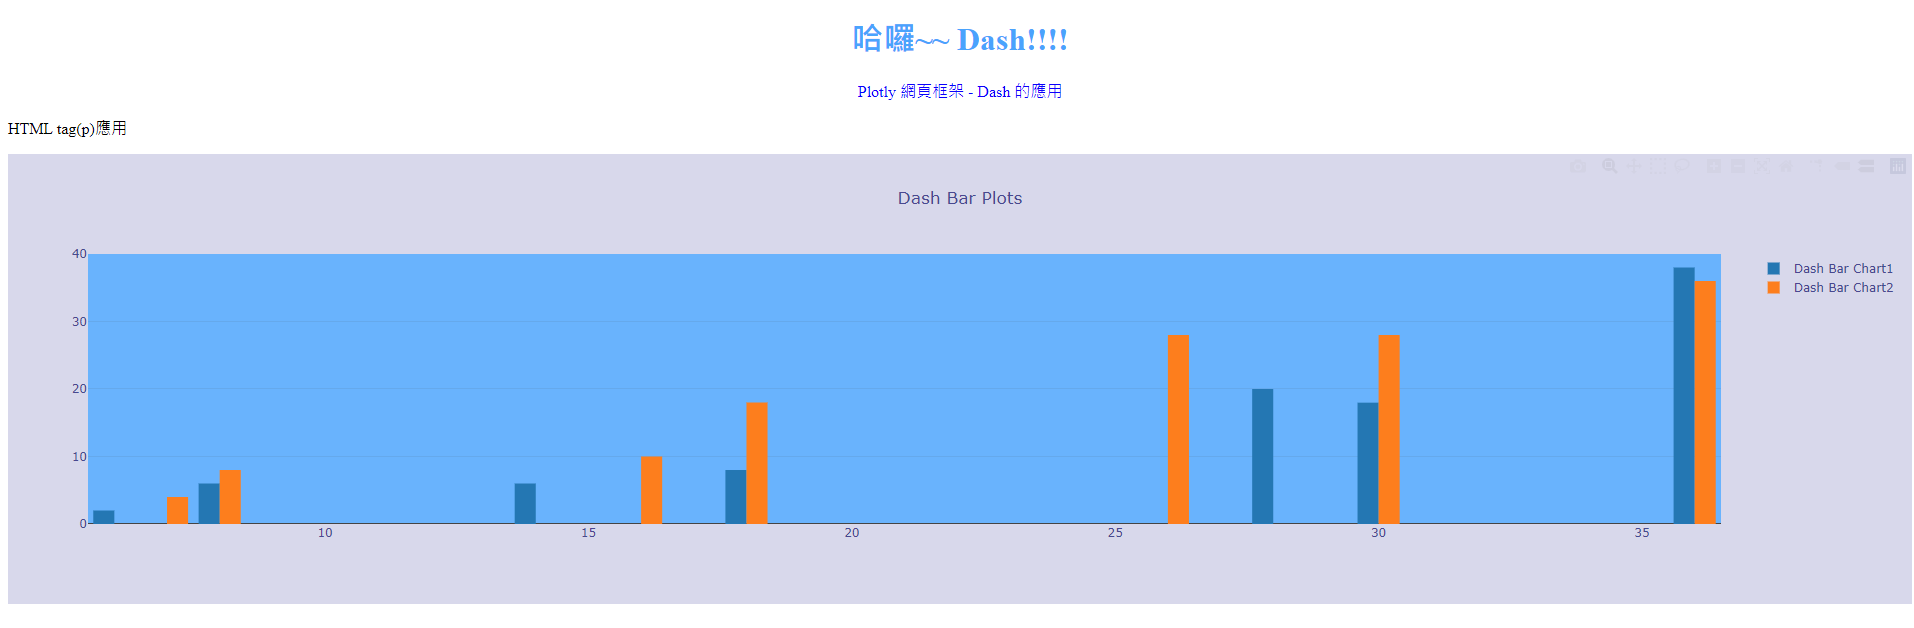 哈囉~~ Dash!!!!
Plotly 網頁框架 - Dash 的應用
HTML tag(p)應用
Dash Bar Plots
40
30
20
10
0
10 15 20 25 30 35
Dash Bar Chart1
Dash Bar Chart2